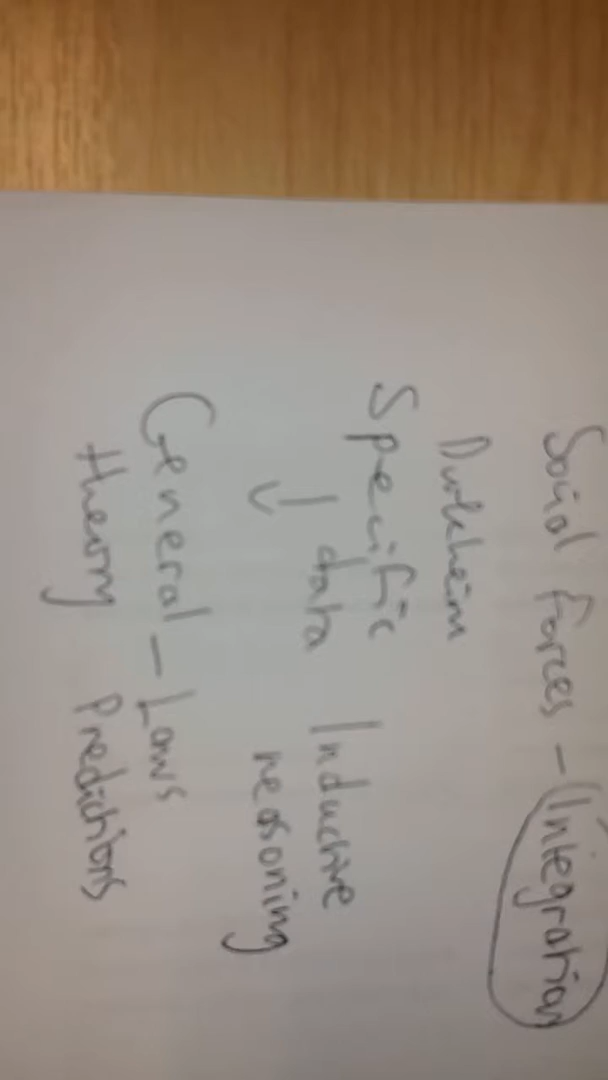 Social Forces - Integration
Durkheim
Specific
data Inductive
↓ reasoning
General - Laws
theory Predictions